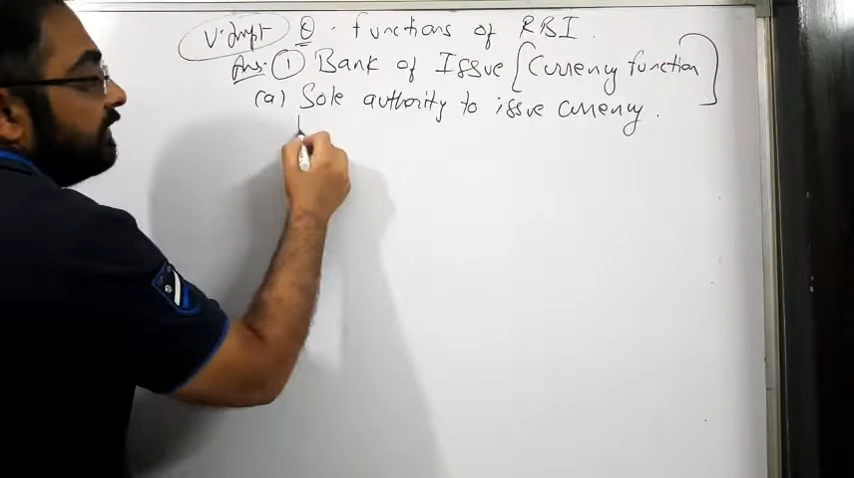 V. Impt Q. functions of RBI.
Ans: (1) Bank of Issue [Currency function]
(a) Sole authority to issue currency.